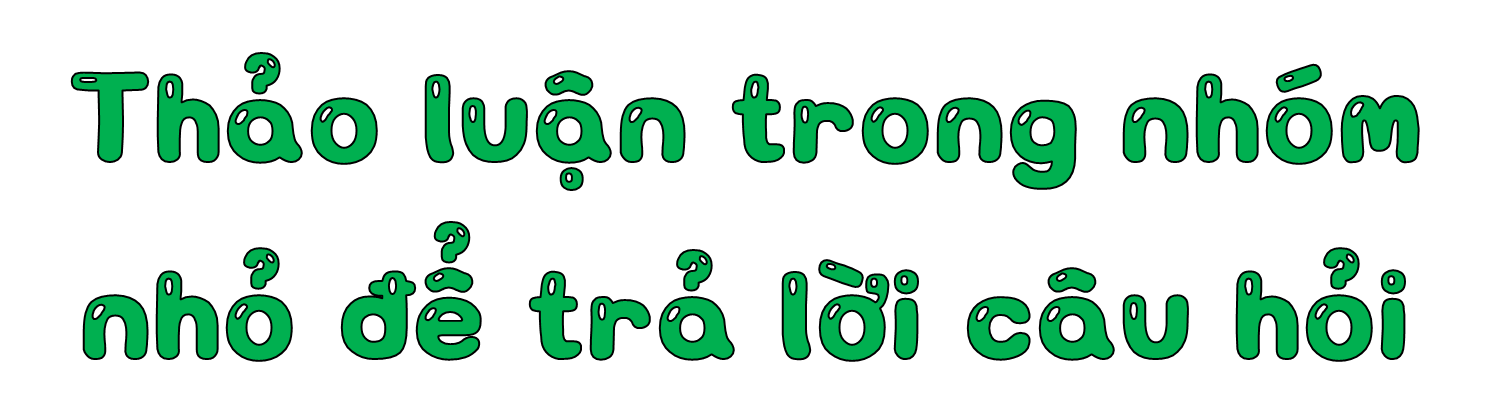 Thảo luận trong nhóm
nhỏ để trả lời câu hỏi